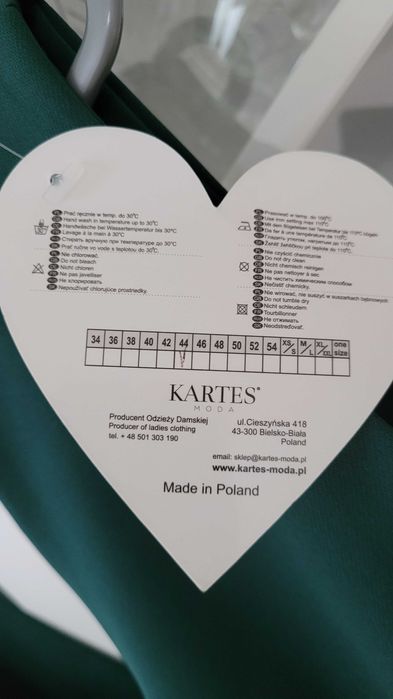 Prać ręcznie w temp. do 30°C
Hand wash in temperature up to 30°C
Handwäsche bei Wassertemperatur bis 30°C
Lavage à la main à 30°C
Стирать вручную при температуре до 30°C
Prať ručne vo vode s teplotou do 30°C.
Nie chlorować.
Do not bleach
Nicht chloren
Ne pas javelliser
Не хлорировать
Nepoužívať chlorúce prostriedky.
Prasować w temp. do 110°C
Use iron setting max 110°C
Mit dem Bügeleisen bei Temperatur bis 110°C bügeln
De fer à une température de 110°C
Гладить утюгом, нагретым до 110°C
Žehliť žehličkou pri teplote do 110°C.
Nie czyścić chemicznie
Do not dry clean
Nicht chemisch reinigen
Ne pas nettoyer à sec
Не чистить химическим способом
Nečistiť chemicky.
Nie wirować, nie suszyć w suszarkach bębnowych
Do not tumble dry
Nicht schleudern
Tourbillonner
Не отжимать
Neodstreďovať.
34 36 38 40 42 44 46 48 50 52 54 XS/S M/L XL/XXL one size
KARTES®
MODA
Producent Odzieży Damskiej
Producer of ladies clothing
tel. + 48 501 303 190
ul.Cieszyńska 418
43-300 Bielsko-Biała
Poland
email: sklep@kartes-moda.pl
www.kartes-moda.pl
Made in Poland